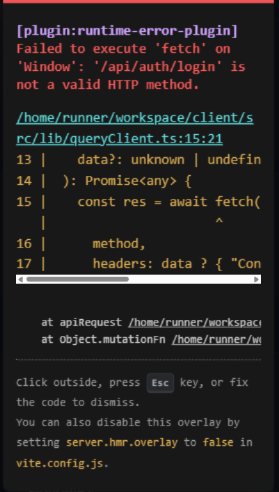 [plugin:runtime-error-plugin]
Failed to execute 'fetch' on
'Window': '/api/auth/login' is
not a valid HTTP method.
/home/runner/workspace/client/s
rc/lib/queryClient.ts:15:21
13 |    data?: unknown | undefin
14 |  ): Promise<any> {
15 |    const res = await fetch(
   |                      ^
16 |      method,
17 |      headers: data ? { "Con
at apiRequest /home/runner/workspac
at Object.mutationFn /home/runner/wo
Click outside, press Esc key, or fix
the code to dismiss.
You can also disable this overlay by
setting server.hmr.overlay to false in
vite.config.js.